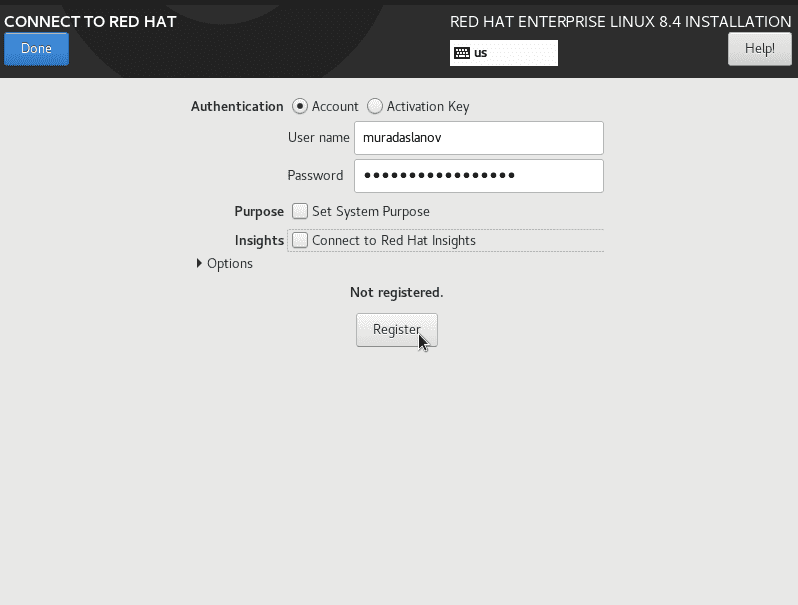 CONNECT TO RED HAT
RED HAT ENTERPRISE LINUX 8.4 INSTALLATION
Done
us
Help!
Authentication Account Activation Key
User name muradaslanov
Password •••••••••••••••••
Purpose Set System Purpose
Insights Connect to Red Hat Insights
Options
Not registered.
Register